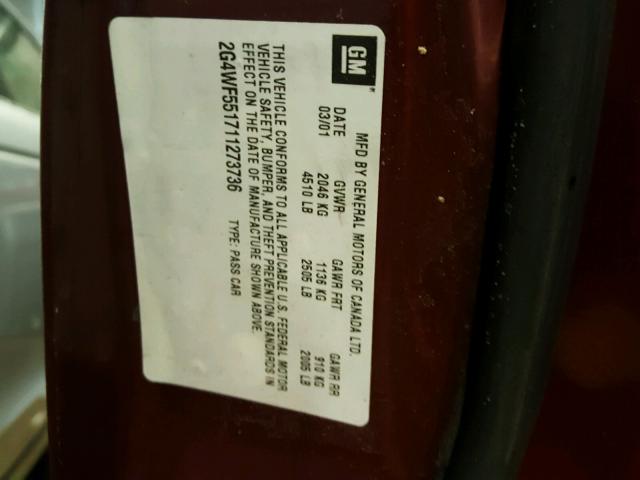 GM
MFD BY GENERAL MOTORS OF CANADA LTD.
DATE GVWR GAWR FRT GAWR RR
03/01 2046 KG 1136 KG 910 KG
4510 LB 2505 LB 2005 LB
THIS VEHICLE CONFORMS TO ALL APPLICABLE U.S. FEDERAL MOTOR
VEHICLE SAFETY, BUMPER, AND THEFT PREVENTION STANDARDS IN
EFFECT ON THE DATE OF MANUFACTURE SHOWN ABOVE.
2G4WF551711273736 TYPE: PASS CAR